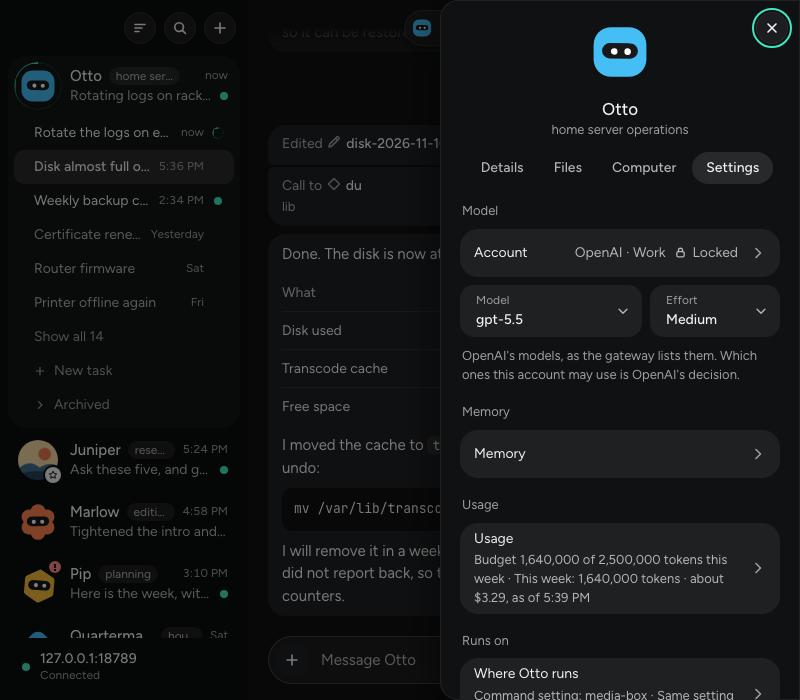 Otto
home ser...
now
Rotating logs on rack...
Rotate the logs on e...
now
Disk almost full o...
5:36 PM
Weekly backup c...
2:34 PM
Certificate rene...
Yesterday
Router firmware
Sat
Printer offline again
Fri
Show all 14
New task
Archived
Juniper
rese...
5:24 PM
Ask these five, and g...
Marlow
editi...
4:58 PM
Tightened the intro and...
Pip
planning
3:10 PM
Here is the week, wit...
Quarterma
hou...
Sat
127.0.0.1:18789
Connected
so it can be restor
Edited
disk-2026-11-1
Call to
du
lib
Done. The disk is now at
What
Disk used
Transcode cache
Free space
I moved the cache to
undo:
mv /var/lib/transco
I will remove it in a week
did not report back, so t
counters.
Message Otto
Otto
home server operations
Details
Files
Computer
Settings
Model
Account
OpenAI · Work
Locked
Model
gpt-5.5
Effort
Medium
OpenAI's models, as the gateway lists them. Which
ones this account may use is OpenAI's decision.
Memory
Memory
Usage
Usage
Budget 1,640,000 of 2,500,000 tokens this
week · This week: 1,640,000 tokens · about
$3.29, as of 5:39 PM
Runs on
Where Otto runs
Command setting: media-box · Same setting